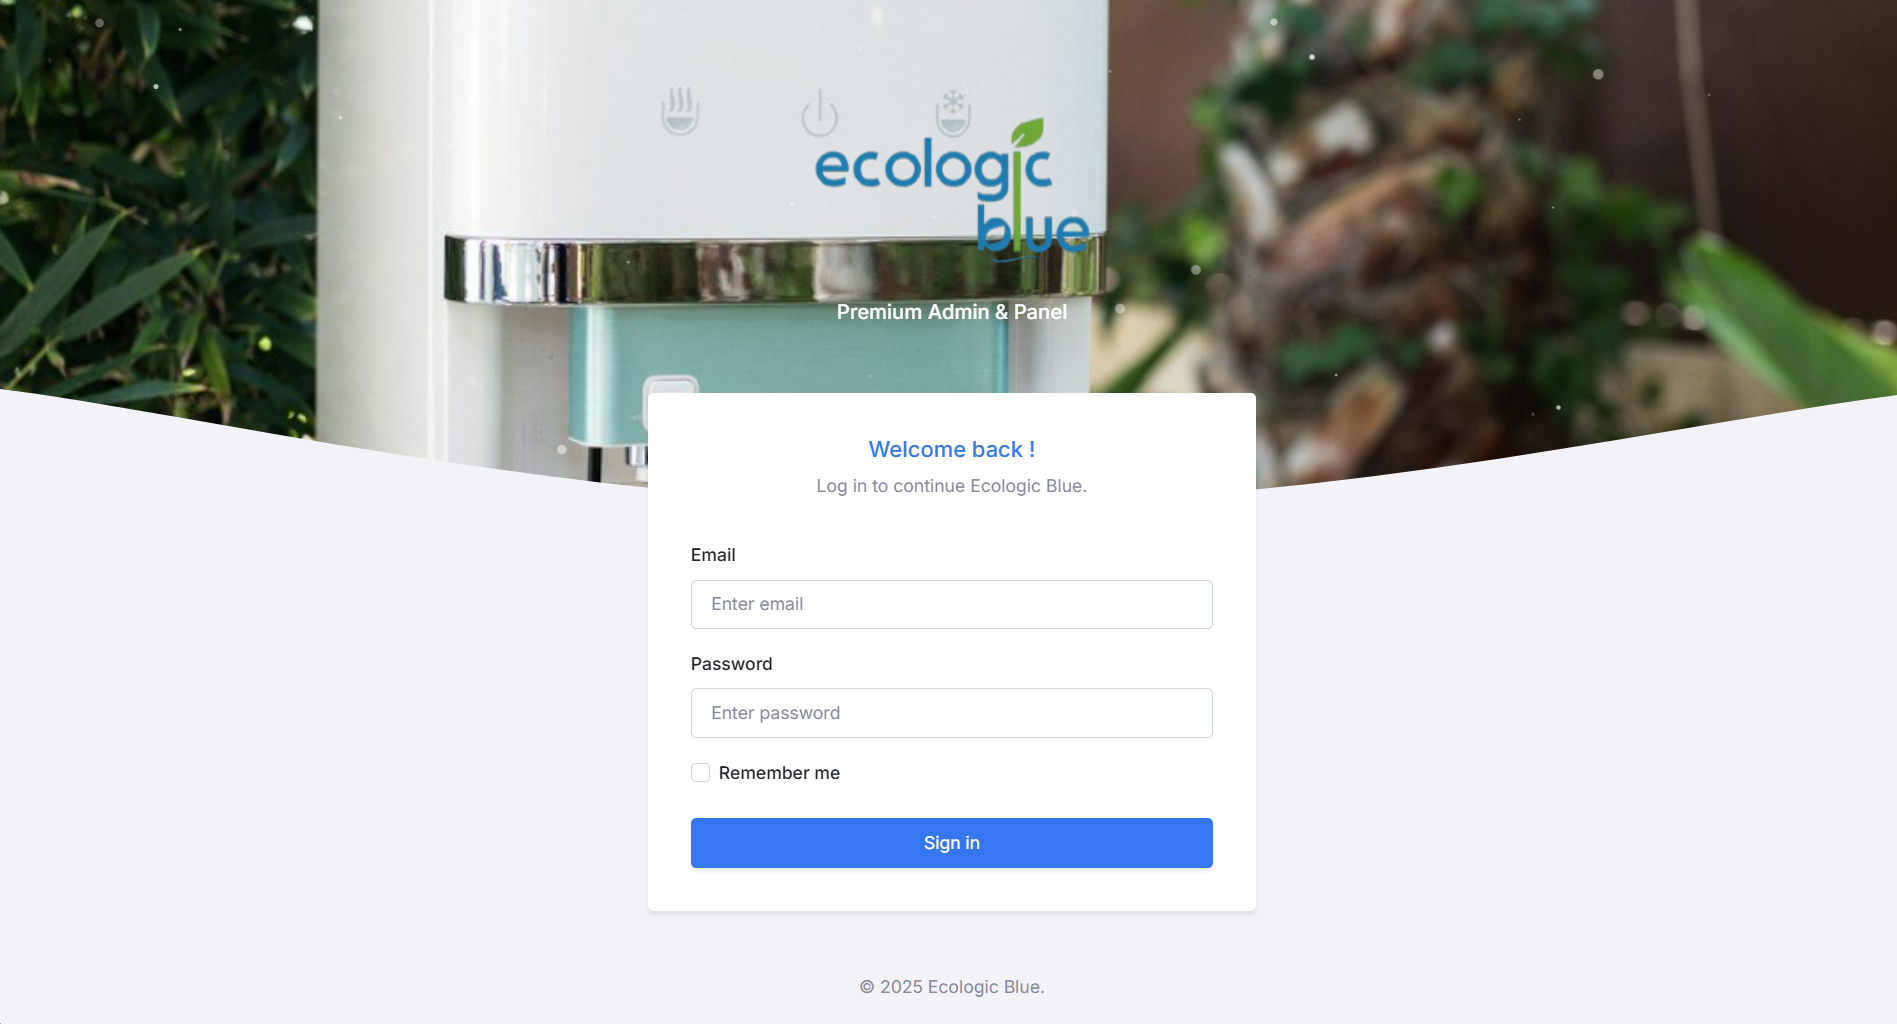 ecologic
blue
Premium Admin & Panel
Welcome back !
Log in to continue Ecologic Blue.
Email
Enter email
Password
Enter password
Remember me
Sign in
© 2025 Ecologic Blue.